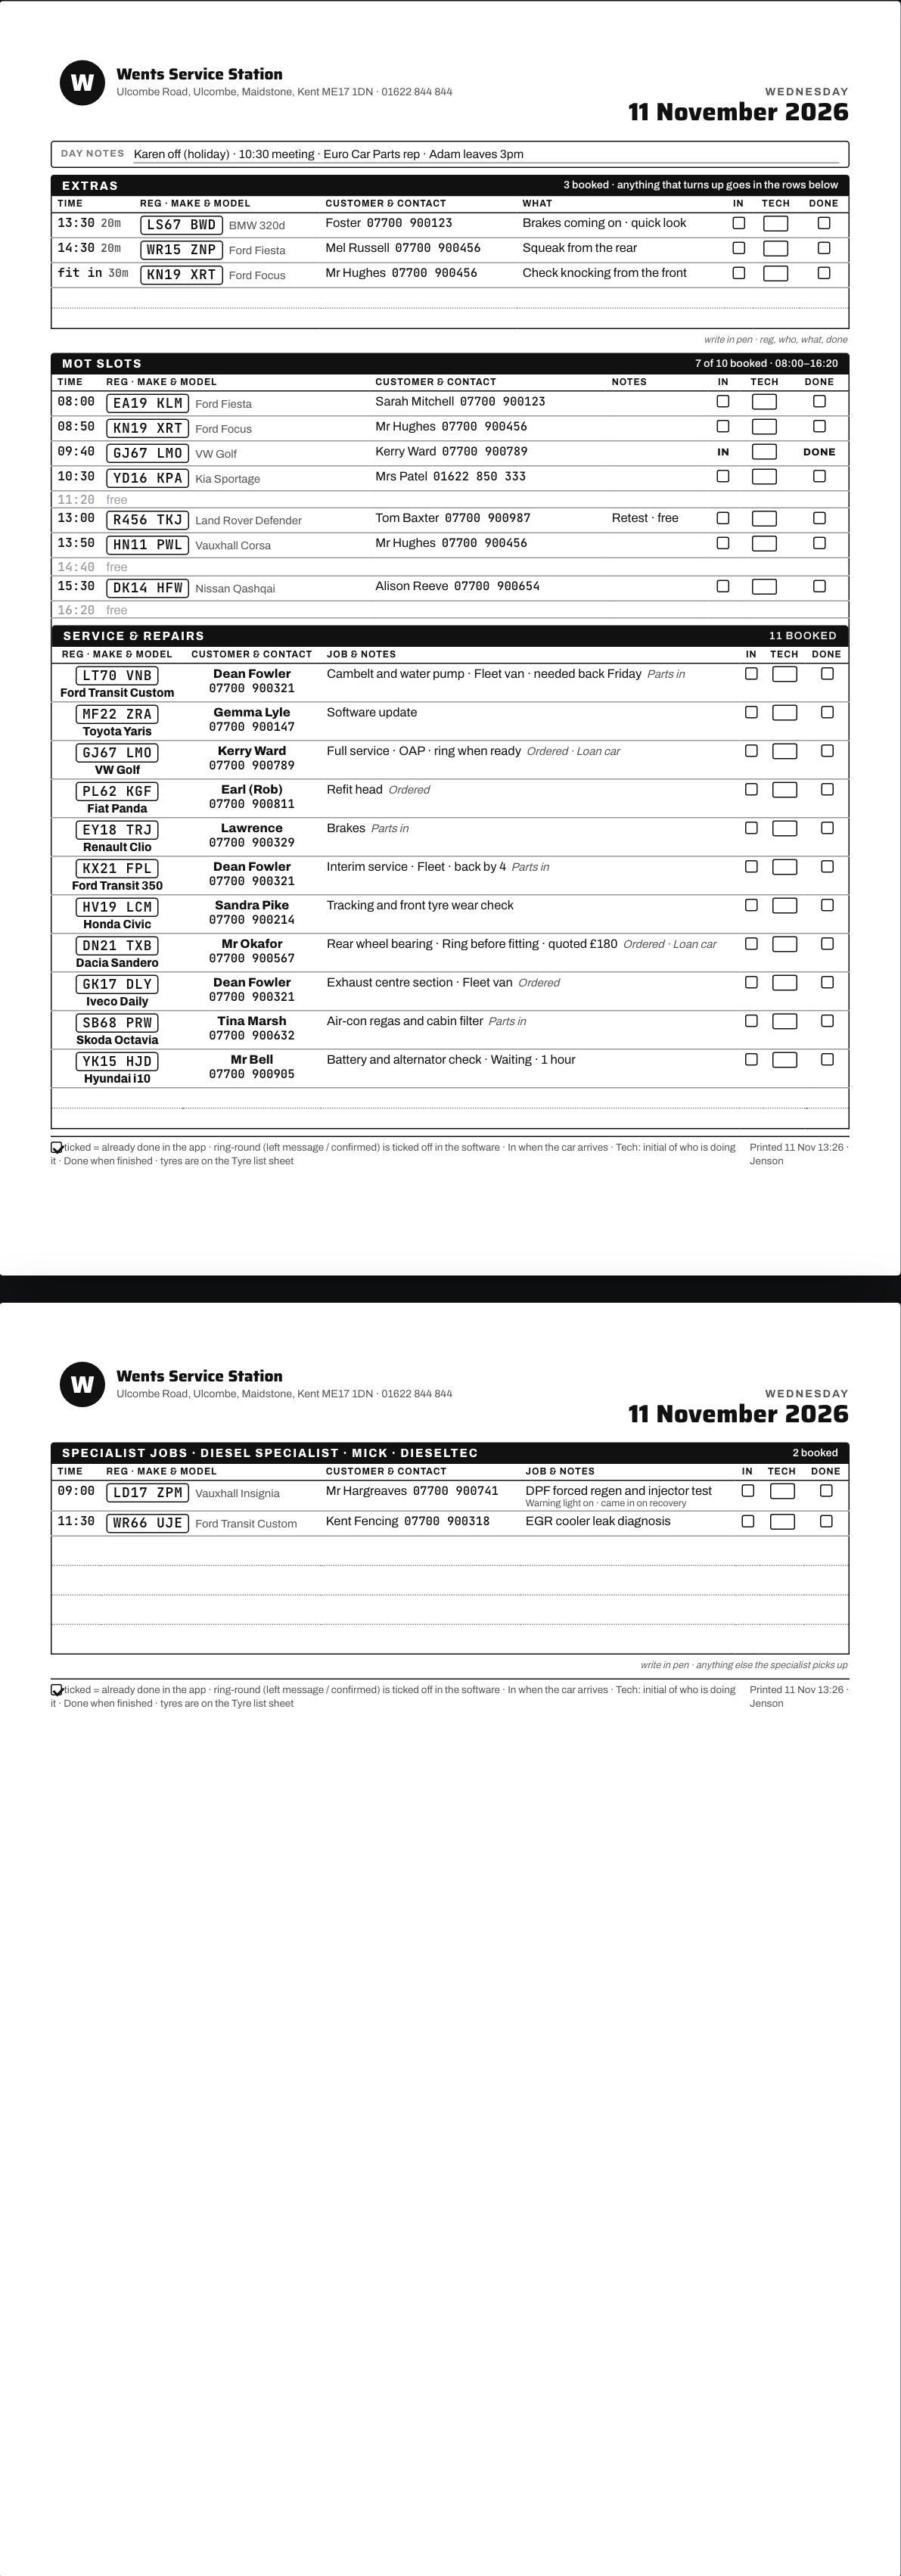 W
Wents Service Station
Ulcombe Road, Ulcombe, Maidstone, Kent ME17 1DN · 01622 844 844
WEDNESDAY
11 November 2026
DAY NOTES Karen off (holiday) · 10:30 meeting · Euro Car Parts rep · Adam leaves 3pm
EXTRAS 3 booked · anything that turns up goes in the rows below
TIME REG · MAKE & MODEL CUSTOMER & CONTACT WHAT IN TECH DONE
13:30 20m LS67 BWD BMW 320d Foster 07700 900123 Brakes coming on · quick look
14:30 20m WR15 ZNP Ford Fiesta Mel Russell 07700 900456 Squeak from the rear
fit in 30m KN19 XRT Ford Focus Mr Hughes 07700 900456 Check knocking from the front
write in pen · reg, who, what, done
MOT SLOTS 7 of 10 booked · 08:00–16:20
TIME REG · MAKE & MODEL CUSTOMER & CONTACT NOTES IN TECH DONE
08:00 EA19 KLM Ford Fiesta Sarah Mitchell 07700 900123
08:50 KN19 XRT Ford Focus Mr Hughes 07700 900456
09:40 GJ67 LMO VW Golf Kerry Ward 07700 900789 IN DONE
10:30 YD16 KPA Kia Sportage Mrs Patel 01622 850 333
11:20 free
13:00 R456 TKJ Land Rover Defender Tom Baxter 07700 900987 Retest · free
13:50 HN11 PWL Vauxhall Corsa Mr Hughes 07700 900456
14:40 free
15:30 DK14 HFW Nissan Qashqai Alison Reeve 07700 900654
16:20 free
SERVICE & REPAIRS 11 BOOKED
REG · MAKE & MODEL CUSTOMER & CONTACT JOB & NOTES IN TECH DONE
LT70 VNB Dean Fowler Cambelt and water pump · Fleet van · needed back Friday Parts in
Ford Transit Custom 07700 900321
MF22 ZRA Gemma Lyle Software update
Toyota Yaris 07700 900147
GJ67 LMO Kerry Ward Full service · OAP · ring when ready Ordered · Loan car
VW Golf 07700 900789
PL62 KGF Earl (Rob) Refit head Ordered
Fiat Panda 07700 900811
EY18 TRJ Lawrence Brakes Parts in
Renault Clio 07700 900329
KX21 FPL Dean Fowler Interim service · Fleet · back by 4 Parts in
Ford Transit 350 07700 900321
HV19 LCM Sandra Pike Tracking and front tyre wear check
Honda Civic 07700 900214
DN21 TXB Mr Okafor Rear wheel bearing · Ring before fitting · quoted £180 Ordered · Loan car
Dacia Sandero 07700 900567
GK17 DLY Dean Fowler Exhaust centre section · Fleet van Ordered
Iveco Daily 07700 900321
SB68 PRW Tina Marsh Air-con regas and cabin filter Parts in
Skoda Octavia 07700 900632
YK15 HJD Mr Bell Battery and alternator check · Waiting · 1 hour
Hyundai i10 07700 900905
ticked = already done in the app · ring-round (left message / confirmed) is ticked off in the software · In when the car arrives · Tech: initial of who is doing Printed 11 Nov 13:26 ·
it · Done when finished · tyres are on the Tyre list sheet Jenson
W
Wents Service Station
Ulcombe Road, Ulcombe, Maidstone, Kent ME17 1DN · 01622 844 844
WEDNESDAY
11 November 2026
SPECIALIST JOBS · DIESEL SPECIALIST · MICK · DIESELTEC 2 booked
TIME REG · MAKE & MODEL CUSTOMER & CONTACT JOB & NOTES IN TECH DONE
09:00 LD17 ZPM Vauxhall Insignia Mr Hargreaves 07700 900741 DPF forced regen and injector test
Warning light on · came in on recovery
11:30 WR66 UJE Ford Transit Custom Kent Fencing 07700 900318 EGR cooler leak diagnosis
write in pen · anything else the specialist picks up
ticked = already done in the app · ring-round (left message / confirmed) is ticked off in the software · In when the car arrives · Tech: initial of who is doing Printed 11 Nov 13:26 ·
it · Done when finished · tyres are on the Tyre list sheet Jenson